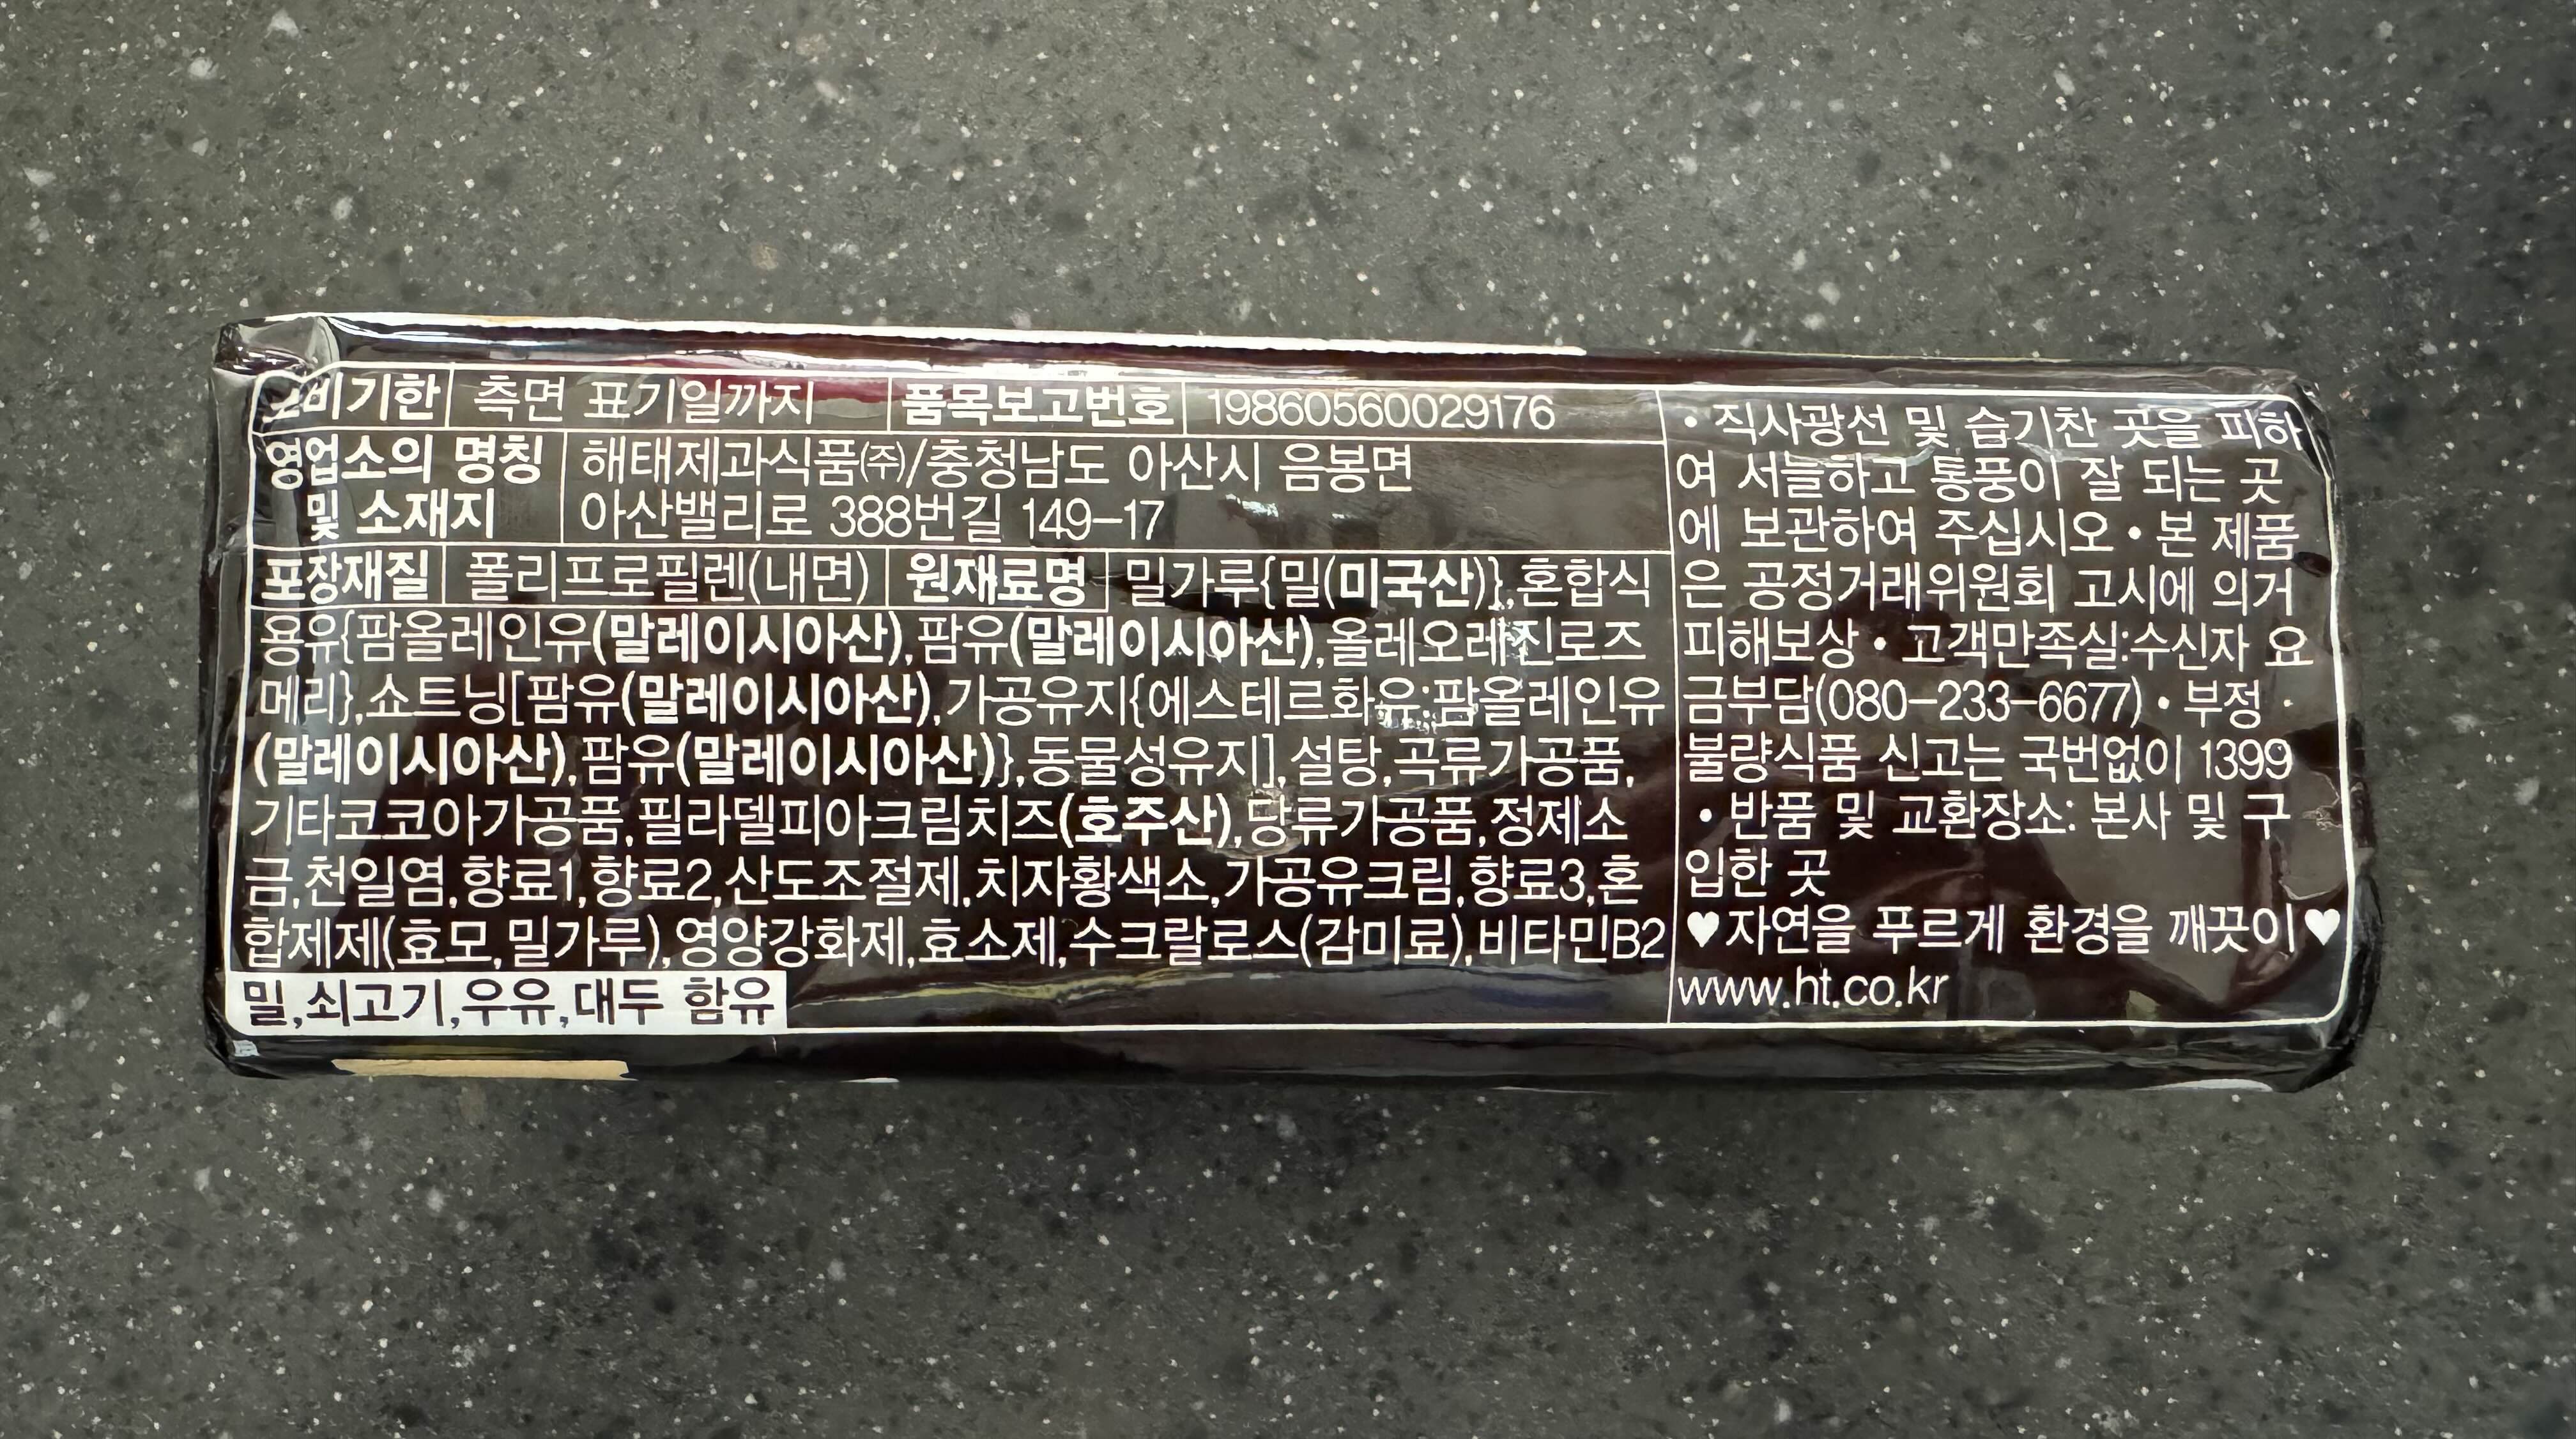 소비기한 측면 표기일까지 품목보고번호 19860560029176
영업소의 명칭 해태제과식품㈜/충청남도 아산시 음봉면
및 소재지 아산밸리로 388번길 149-17
포장재질 폴리프로필렌(내면) 원재료명 밀가루{밀(미국산)},혼합식
용유{팜올레인유(말레이시아산),팜유(말레이시아산),올레오레진로즈
메리},쇼트닝[팜유(말레이시아산),가공유지{에스테르화유:팜올레인유
(말레이시아산),팜유(말레이시아산)},동물성유지],설탕,곡류가공품,
기타코코아가공품,필라델피아크림치즈(호주산),당류가공품,정제소
금,천일염,향료1,향료2,산도조절제,치자황색소,가공유크림,향료3,혼
합제제(효모,밀가루),영양강화제,효소제,수크랄로스(감미료),비타민B2
밀,쇠고기,우유,대두 함유
• 직사광선 및 습기찬 곳을 피하
여 서늘하고 통풍이 잘 되는 곳
에 보관하여 주십시오 • 본 제품
은 공정거래위원회 고시에 의거
피해보상 • 고객만족실:수신자 요
금부담(080-233-6677) • 부정 ·
불량식품 신고는 국번없이 1399
• 반품 및 교환장소: 본사 및 구
입한 곳
♥자연을 푸르게 환경을 깨끗이♥
www.ht.co.kr